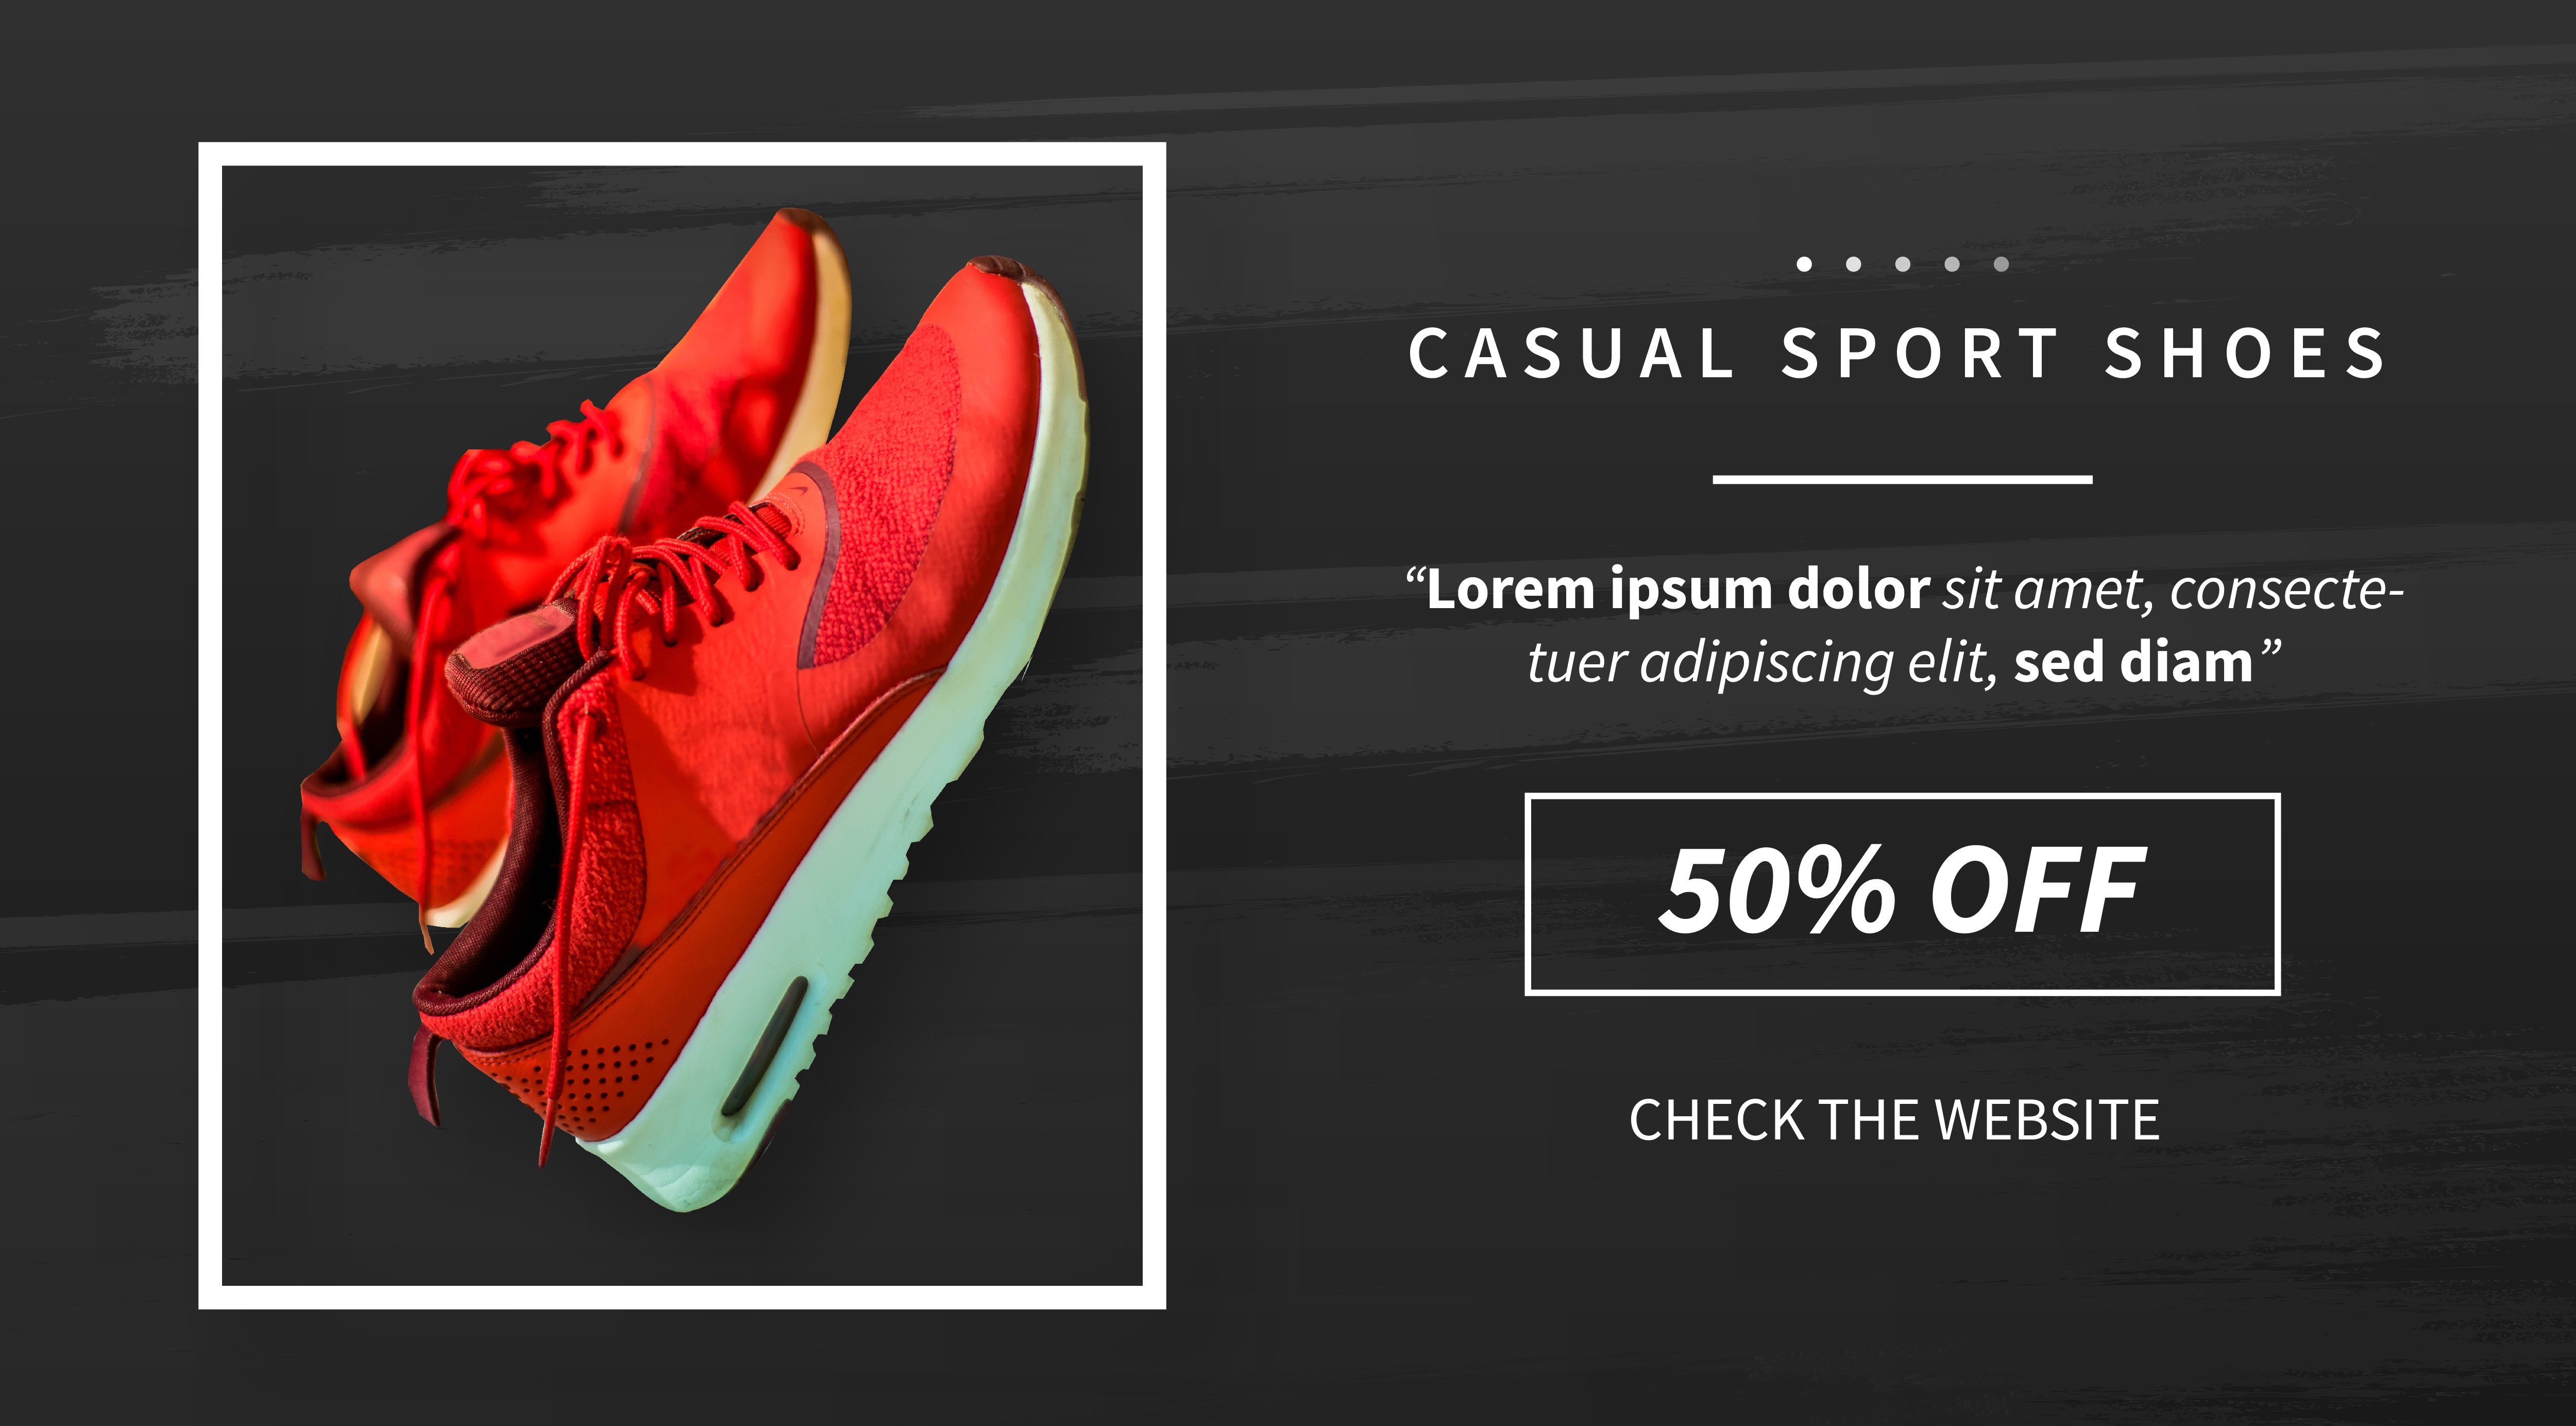 CASUAL SPORT SHOES
“Lorem ipsum dolor sit amet, consecte-
tuer adipiscing elit, sed diam”
50% OFF
CHECK THE WEBSITE